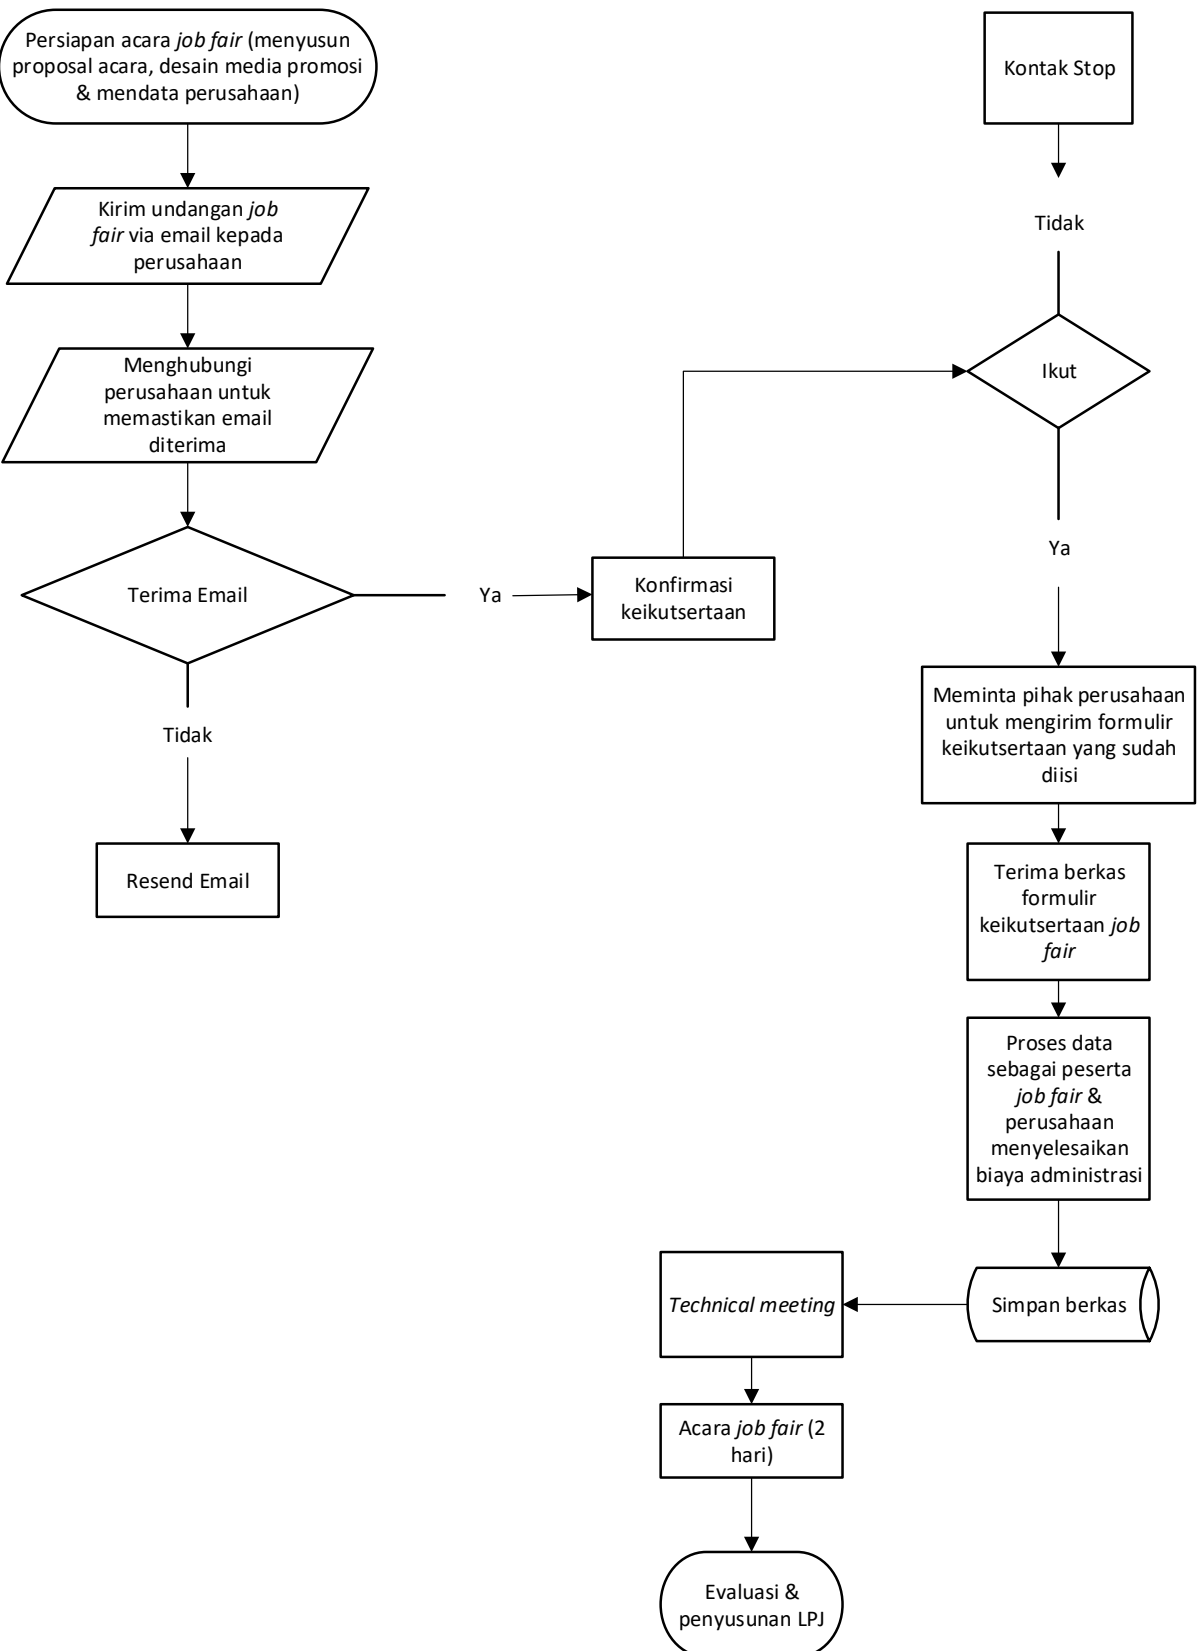 Persiapan acara job fair (menyusun
proposal acara, desain media promosi
& mendata perusahaan)
Kirim undangan job
fair via email kepada
perusahaan
Menghubungi
perusahaan untuk
memastikan email
diterima
Terima Email
Ya
Tidak
Resend Email
Konfirmasi
keikutsertaan
Kontak Stop
Tidak
Ikut
Ya
Meminta pihak perusahaan
untuk mengirim formulir
keikutsertaan yang sudah
diisi
Terima berkas
formulir
keikutsertaan job
fair
Proses data
sebagai peserta
job fair &
perusahaan
menyelesaikan
biaya administrasi
Simpan berkas
Technical meeting
Acara job fair (2
hari)
Evaluasi &
penyusunan LPJ